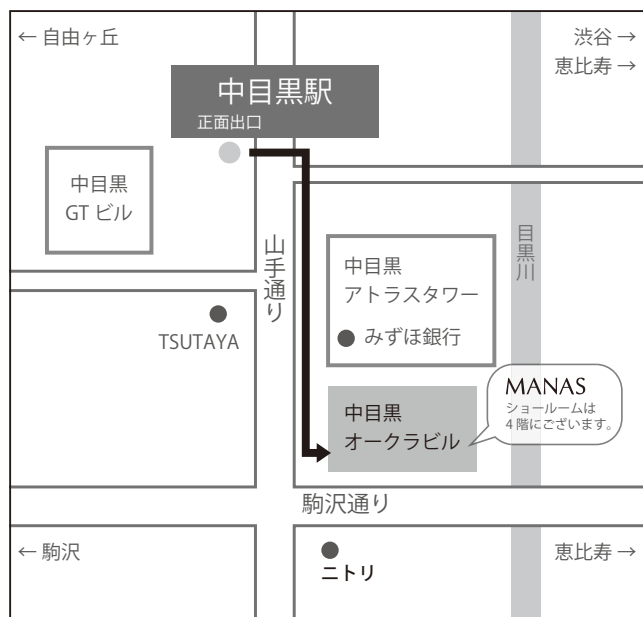 ← 自由ヶ丘
渋谷 →
恵比寿 →
中目黒駅
正面出口
中目黒
GT ビル
山手通り
目黒川
中目黒
アトラスタワー
みずほ銀行
TSUTAYA
MANAS
ショールームは
4 階にございます。
中目黒
オークラビル
駒沢通り
← 駒沢
ニトリ
恵比寿 →